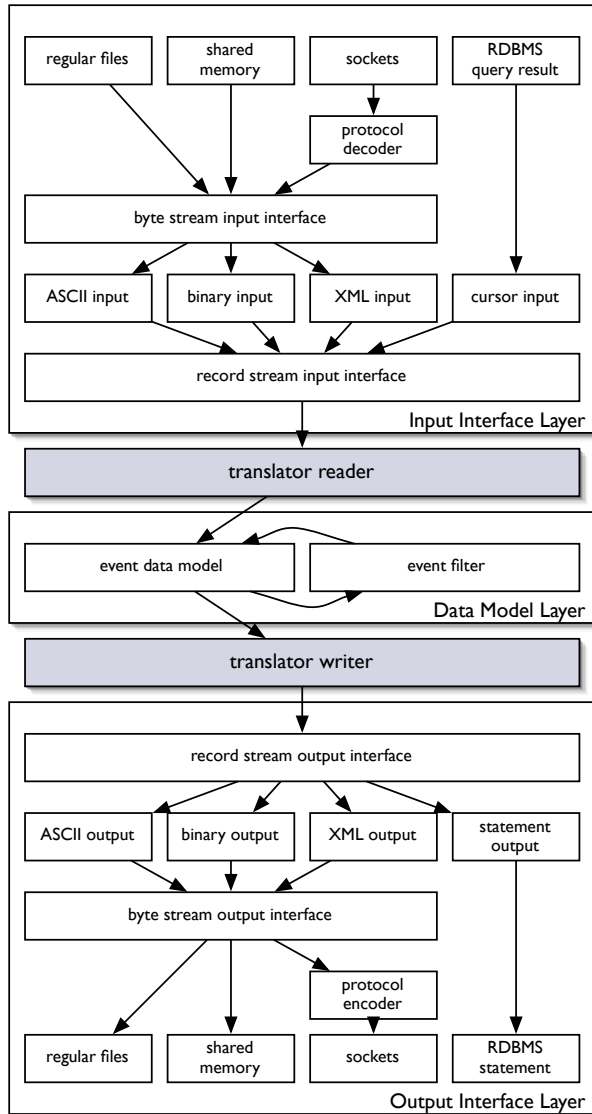 regular files
shared
memory
sockets
RDBMS
query result
protocol
decoder
byte stream input interface
ASCII input
binary input
XML input
cursor input
record stream input interface
Input Interface Layer
translator reader
event data model
event filter
Data Model Layer
translator writer
record stream output interface
ASCII output
binary output
XML output
statement
output
byte stream output interface
protocol
encoder
regular files
shared
memory
sockets
RDBMS
statement
Output Interface Layer